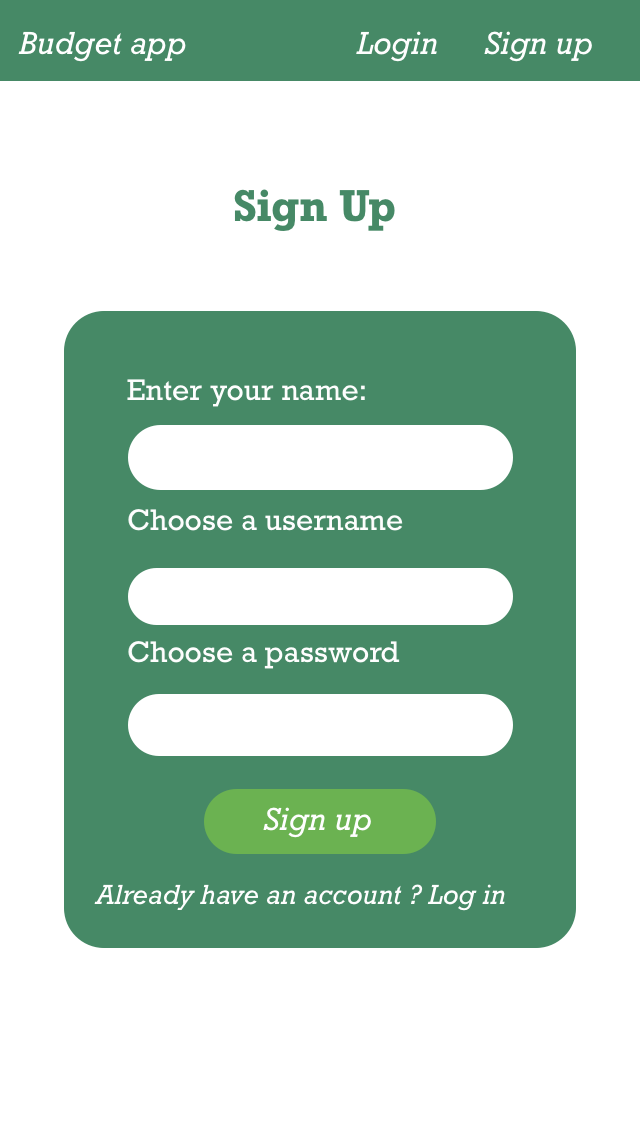 Budget app Login Sign up
Sign Up
Enter your name:
Choose a username
Choose a password
Sign up
Already have an account ? Log in